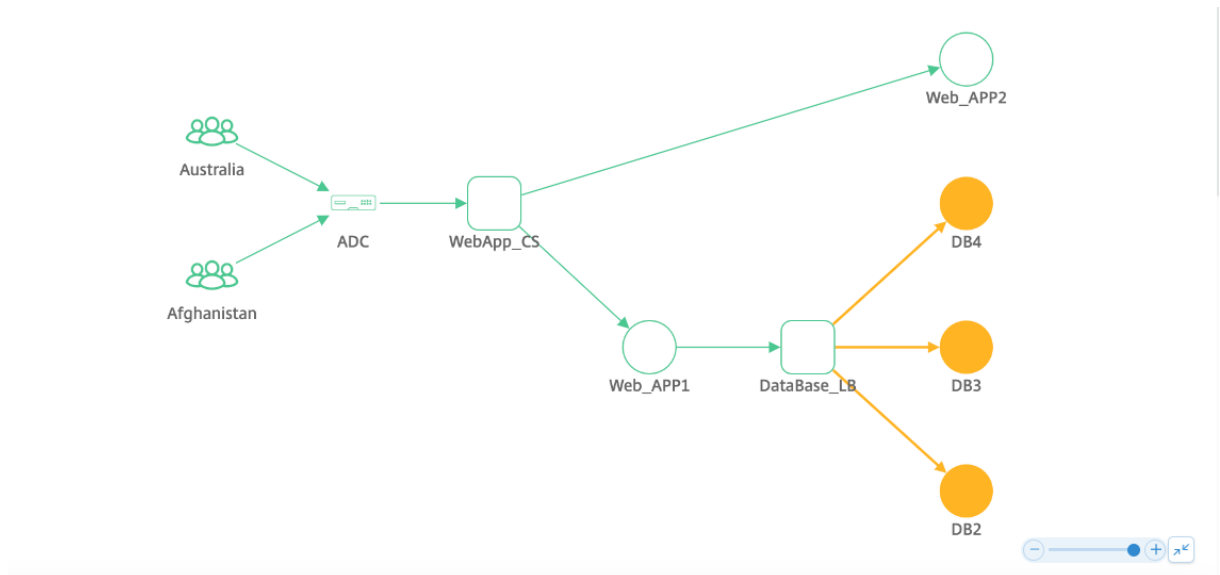 Web_APP2
Australia
ADC
WebApp_CS
DB4
Afghanistan
Web_APP1
DataBase_LB
DB3
DB2